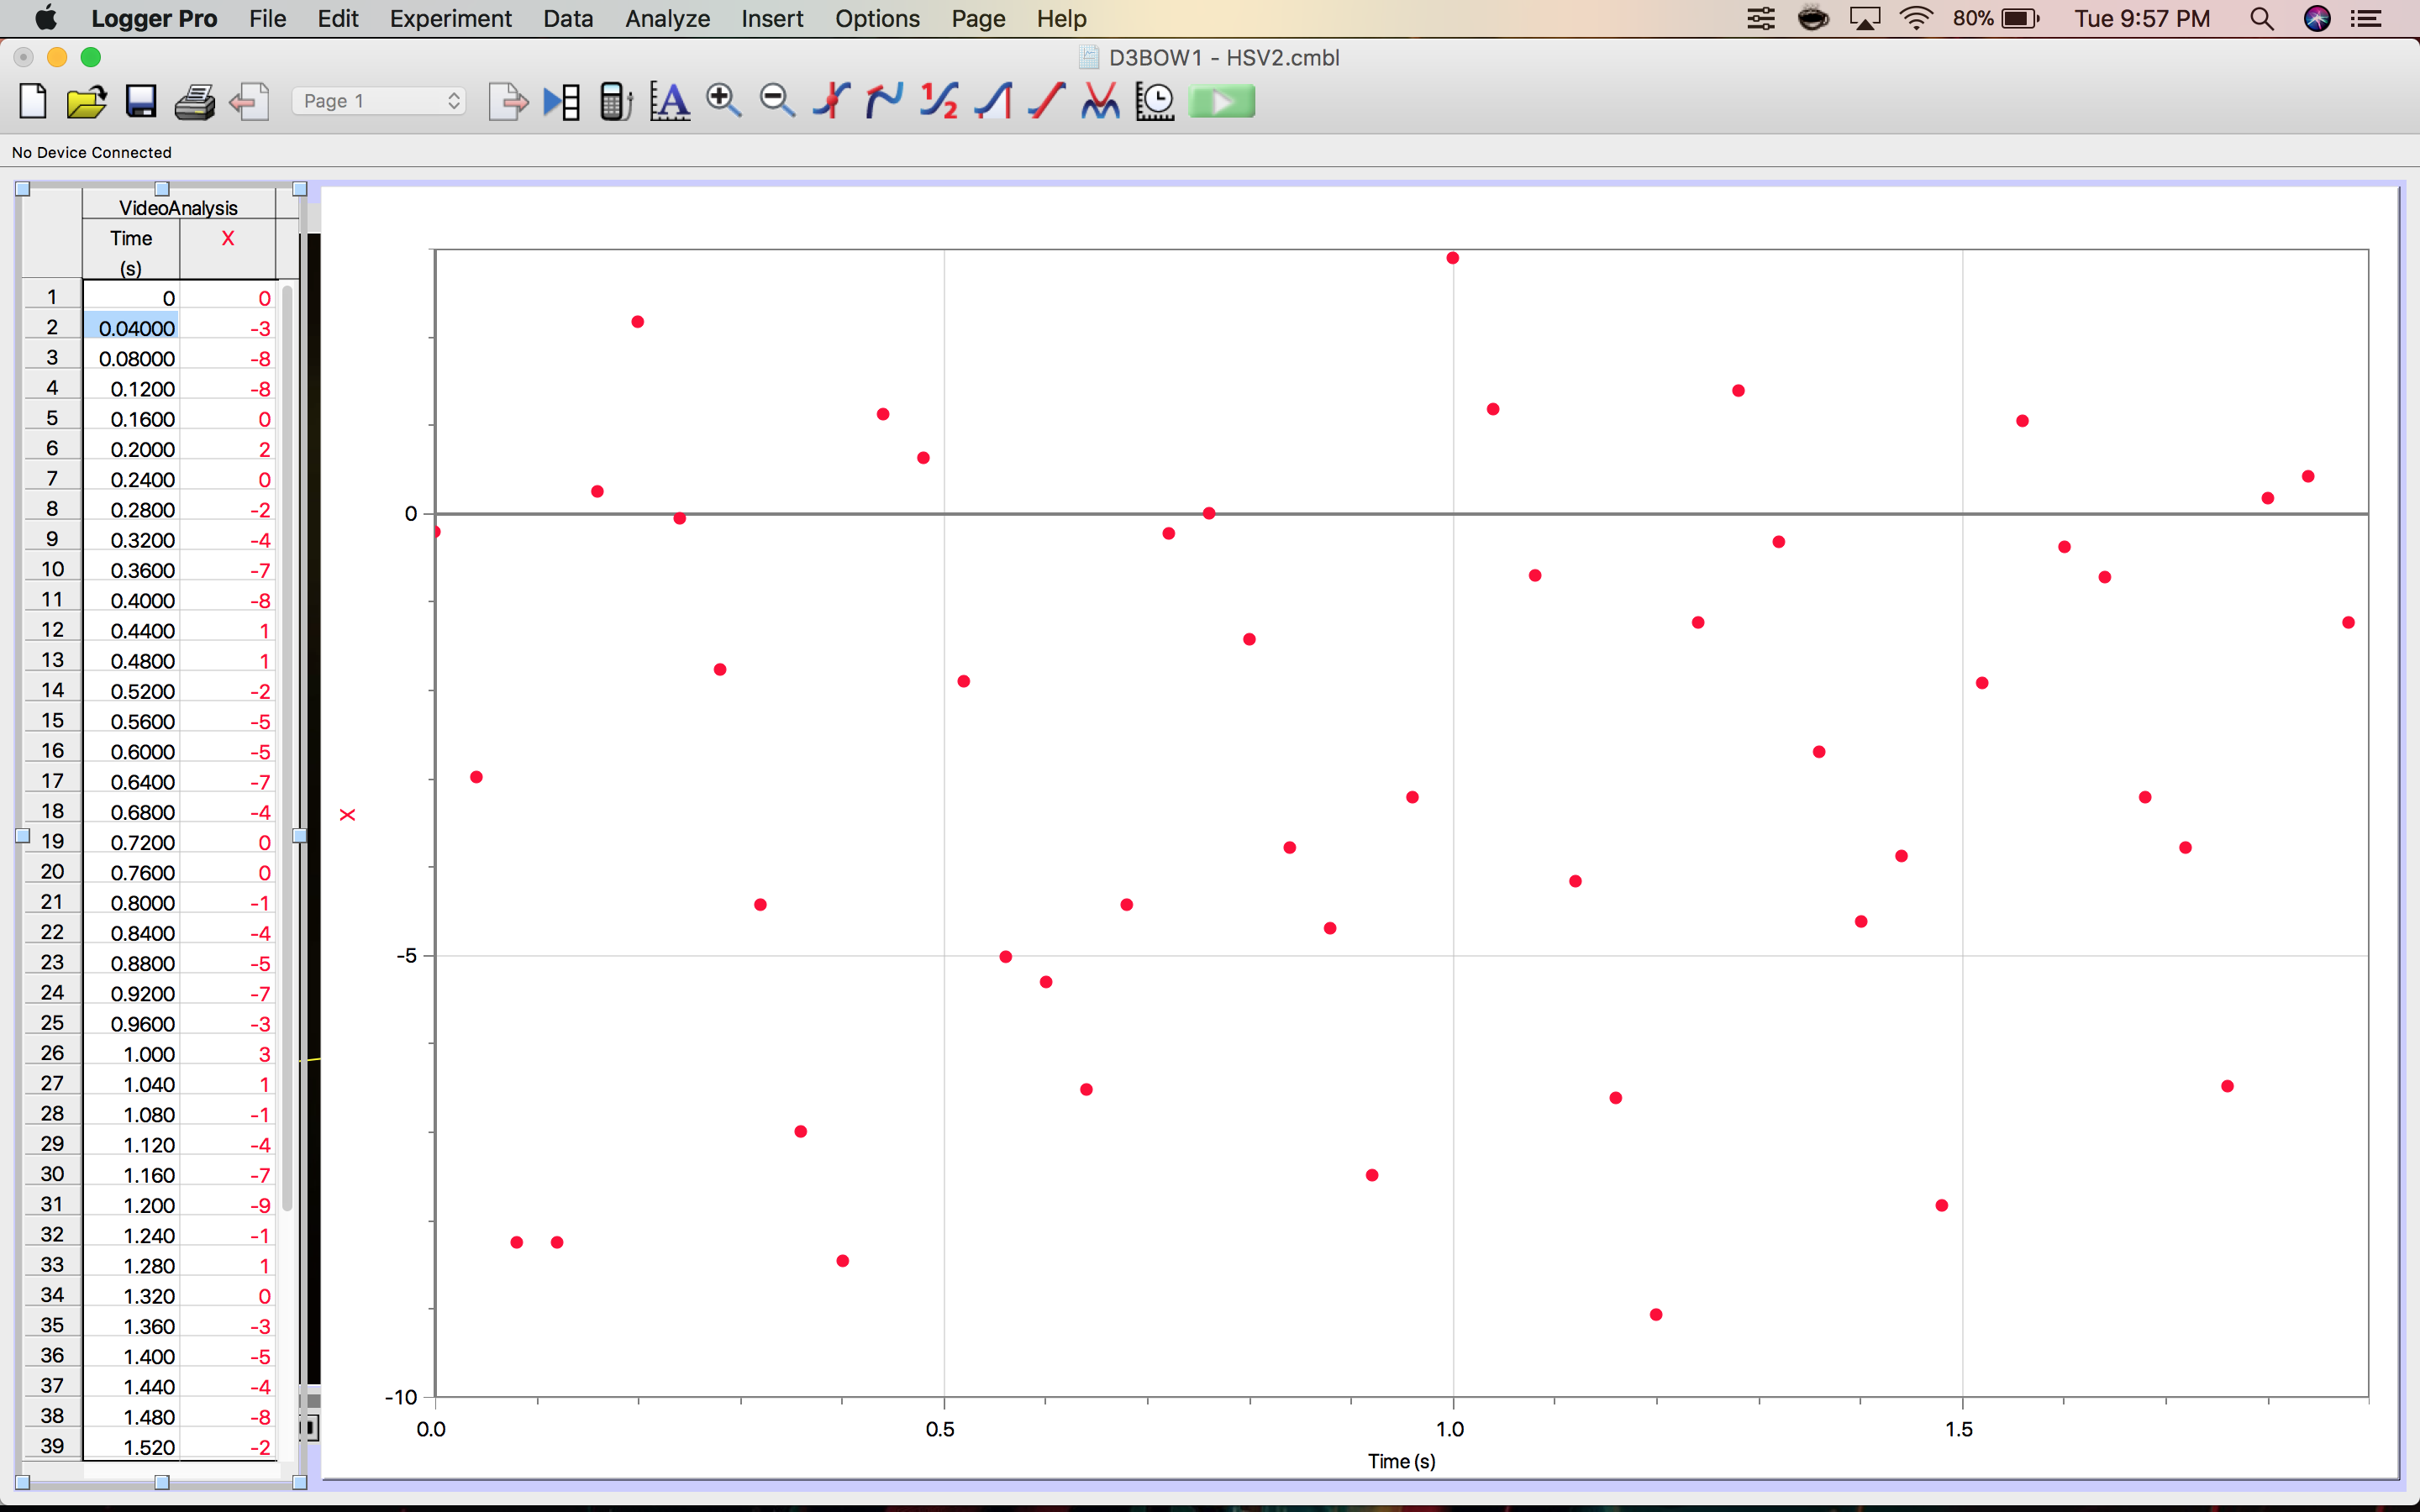 Logger Pro File Edit Experiment Data Analyze Insert Options Page Help 80% Tue 9:57 PM
D3BOW1 - HSV2.cmbl
Page 1
No Device Connected
VideoAnalysis
Time X
(s)
1 0 0
2 0.04000 -3
3 0.08000 -8
4 0.1200 -8
5 0.1600 0
6 0.2000 2
7 0.2400 0
8 0.2800 -2
9 0.3200 -4
10 0.3600 -7
11 0.4000 -8
12 0.4400 1
13 0.4800 1
14 0.5200 -2
15 0.5600 -5
16 0.6000 -5
17 0.6400 -7
18 0.6800 -4
19 0.7200 0
20 0.7600 0
21 0.8000 -1
22 0.8400 -4
23 0.8800 -5
24 0.9200 -7
25 0.9600 -3
26 1.000 3
27 1.040 1
28 1.080 -1
29 1.120 -4
30 1.160 -7
31 1.200 -9
32 1.240 -1
33 1.280 1
34 1.320 0
35 1.360 -3
36 1.400 -5
37 1.440 -4
38 1.480 -8
39 1.520 -2
0
X
-5
-10
0.0 0.5 1.0 1.5
Time (s)